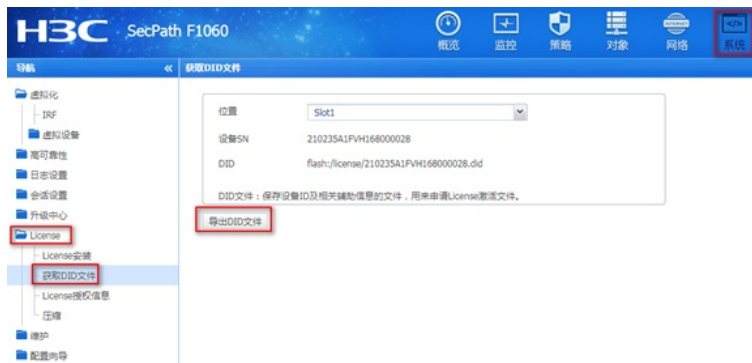 H3C SecPath F1060
概览 监控 策略 对象 网络 系统
导航 «
获取DID文件
虚拟化
IRF
虚拟设备
高可靠性
日志设置
会话设置
升级中心
License
License安装
获取DID文件
License授权信息
压缩
维护
配置向导
位置 Slot1
设备SN 210235A1FVH168000028
DID flash:/license/210235A1FVH168000028.did
DID文件：保存设备ID及相关辅助信息的文件，用来申请License激活文件。
导出DID文件